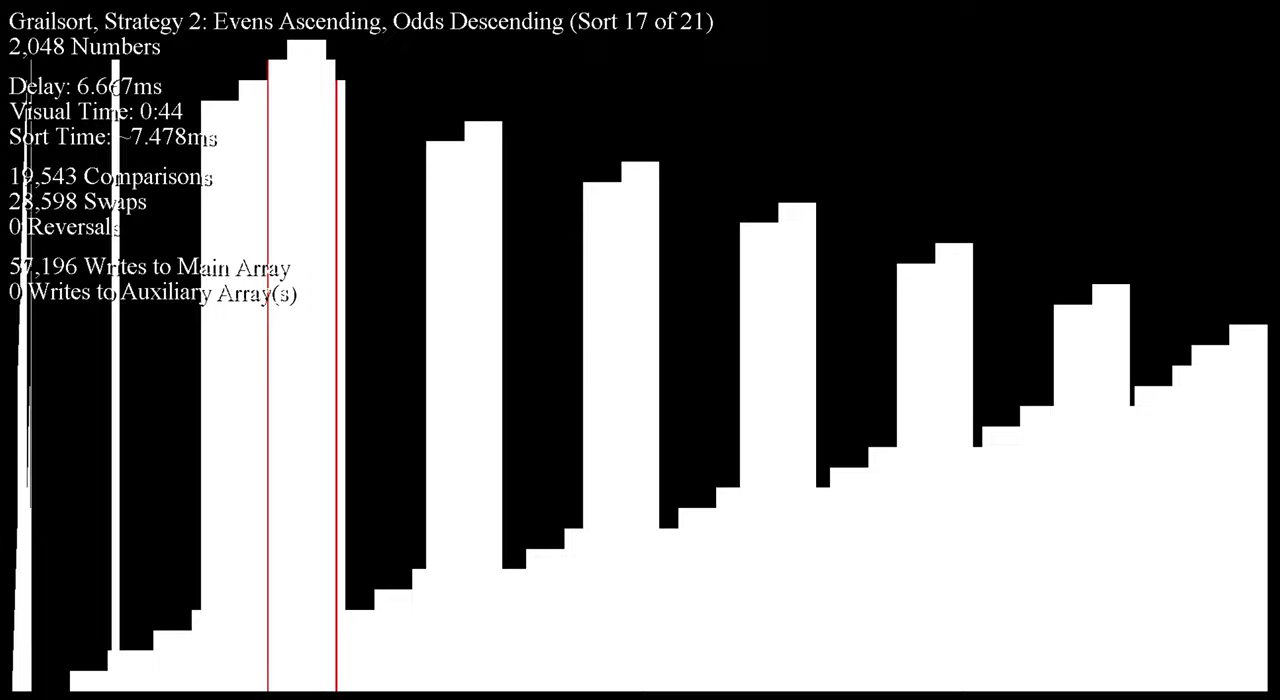 Grailsort, Strategy 2: Evens Ascending, Odds Descending (Sort 17 of 21)
2,048 Numbers
Delay: 6.667ms
Visual Time: 0:44
Sort Time: ~7.478ms
19,543 Comparisons
28,598 Swaps
0 Reversals
57,196 Writes to Main Array
0 Writes to Auxiliary Array(s)